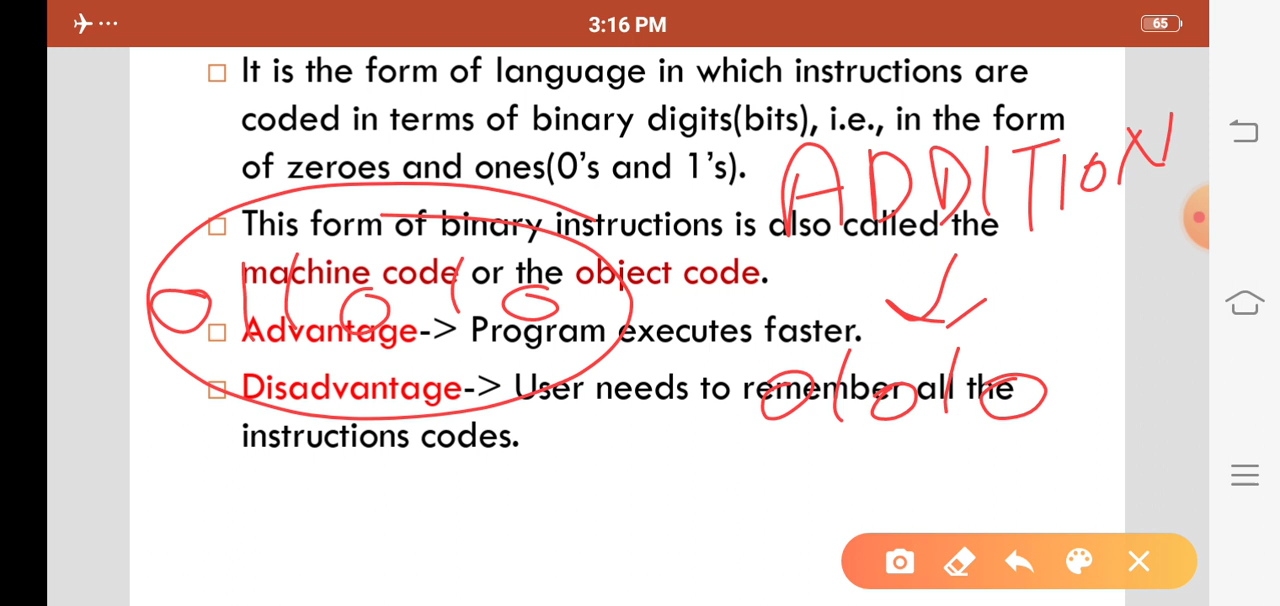 3:16 PM
65
It is the form of language in which instructions are
coded in terms of binary digits(bits), i.e., in the form
of zeroes and ones(0's and 1's).
ADDITION
This form of binary instructions is also called the
machine code or the object code.
011010
Advantage-> Program executes faster.
Disadvantage-> User needs to remember all the
01010
instructions codes.